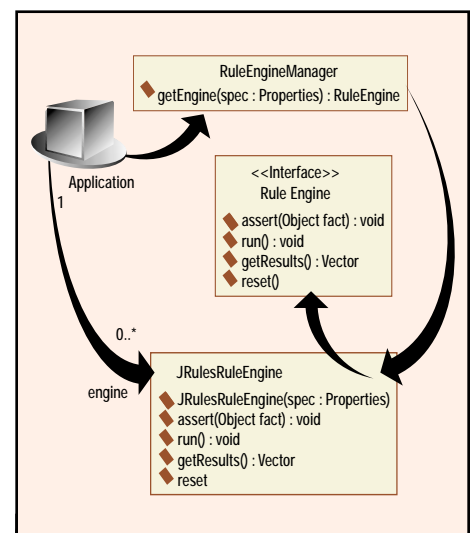 RuleEngineManager
getEngine(spec : Properties) : RuleEngine
Application
1
<<Interface>>
Rule Engine
assert(Object fact) : void
run() : void
getResults() : Vector
reset()
0..*
engine
JRulesRuleEngine
JRulesRuleEngine(spec : Properties)
assert(Object fact) : void
run() : void
getResults() : Vector
reset